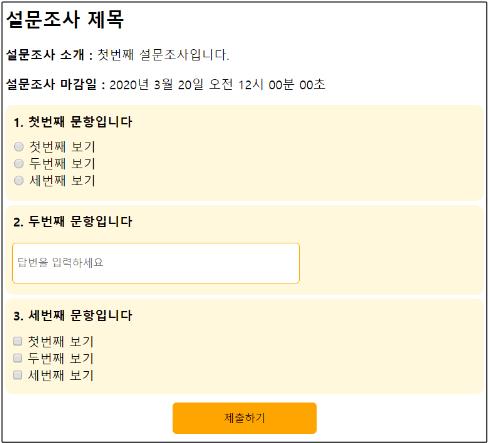 설문조사 제목
설문조사 소개 : 첫번째 설문조사입니다.
설문조사 마감일 : 2020년 3월 20일 오전 12시 00분 00초
1. 첫번째 문항입니다
첫번째 보기
두번째 보기
세번째 보기
2. 두번째 문항입니다
답변을 입력하세요
3. 세번째 문항입니다
첫번째 보기
두번째 보기
세번째 보기
제출하기